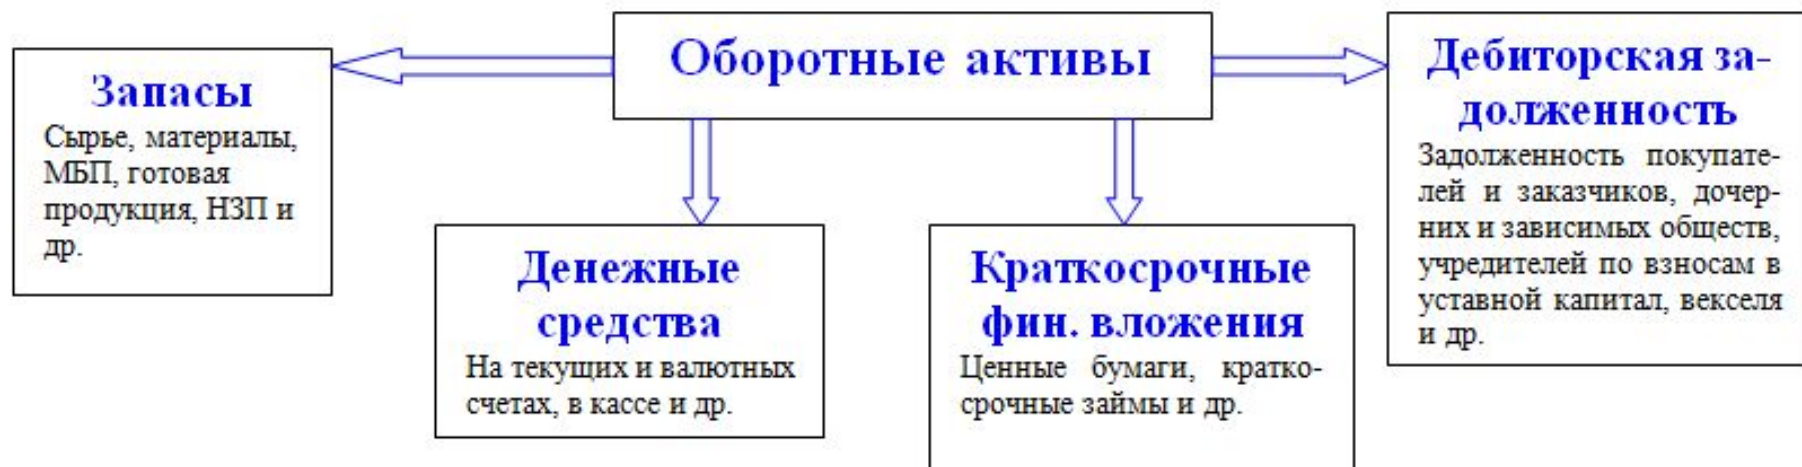 Оборотные активы
Запасы
Сырье, материалы,
МБП, готовая
продукция, НЗП и
др.
Денежные
средства
На текущих и валютных
счетах, в кассе и др.
Краткосрочные
фин. вложения
Ценные бумаги, кратко-
срочные займы и др.
Дебиторская за-
долженность
Задолженность покупате-
лей и заказчиков, дочер-
них и зависимых обществ,
учредителей по взносам в
уставной капитал, векселя
и др.